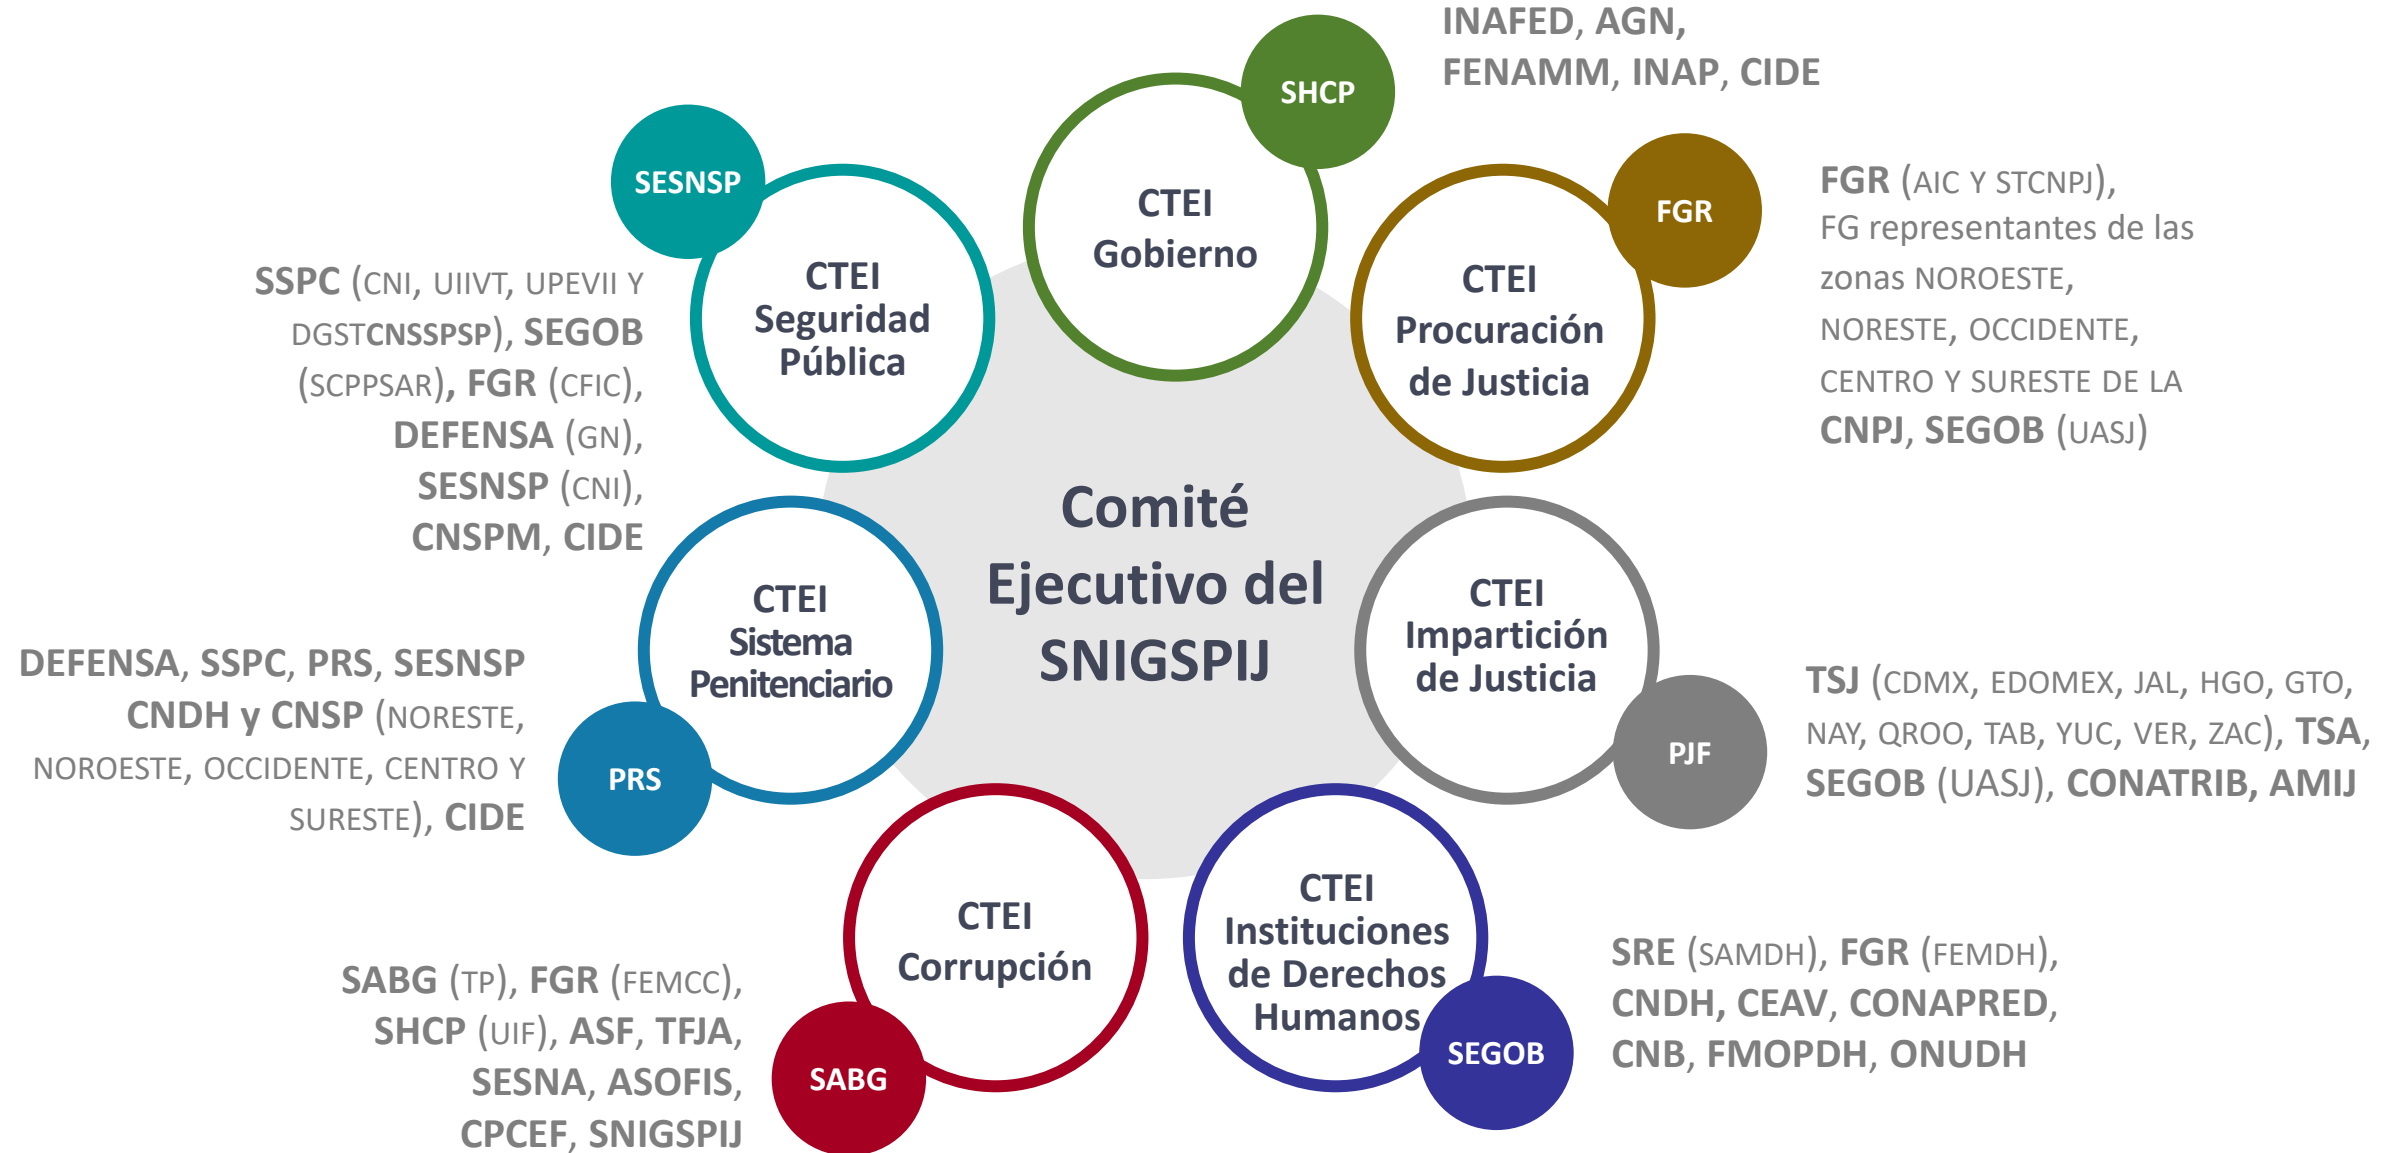 INAFED, AGN,
FENAMM, INAP, CIDE
SHCP
CTEI
Gobierno
SESNSP
CTEI
Seguridad
Pública
SSPC (CNI, UIIVT, UPEVII Y
DGSTCNSSPSP), SEGOB
(SCPPSAR), FGR (CFIC),
DEFENSA (GN),
SESNSP (CNI),
CNSPM, CIDE
FGR
CTEI
Procuración
de Justicia
FGR (AIC Y STCNPJ),
FG representantes de las
zonas NOROESTE,
NORESTE, OCCIDENTE,
CENTRO Y SURESTE DE LA
CNPJ, SEGOB (UASJ)
Comité
Ejecutivo del
SNIGSPIJ
CTEI
Sistema
Penitenciario
PRS
DEFENSA, SSPC, PRS, SESNSP
CNDH y CNSP (NORESTE,
NOROESTE, OCCIDENTE, CENTRO Y
SURESTE), CIDE
CTEI
Impartición
de Justicia
PJF
TSJ (CDMX, EDOMEX, JAL, HGO, GTO,
NAY, QROO, TAB, YUC, VER, ZAC), TSA,
SEGOB (UASJ), CONATRIB, AMIJ
CTEI
Corrupción
SABG
SABG (TP), FGR (FEMCC),
SHCP (UIF), ASF, TFJA,
SESNA, ASOFIS,
CPCEF, SNIGSPIJ
CTEI
Instituciones
de Derechos
Humanos
SEGOB
SRE (SAMDH), FGR (FEMDH),
CNDH, CEAV, CONAPRED,
CNB, FMOPDH, ONUDH